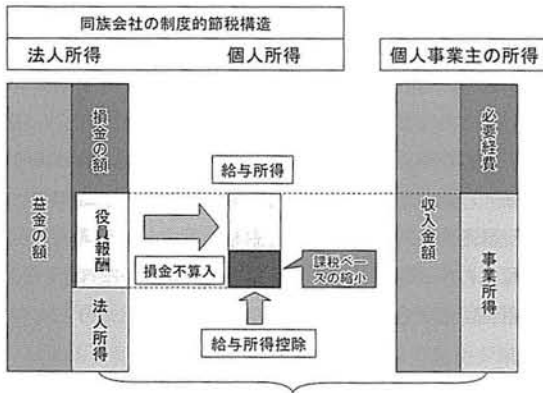 同族会社の制度的節税構造
法人所得 個人所得
個人事業主の所得
益金の額
損金の額
役員報酬
法人所得
損金不算入
給与所得
課税ベー
スの縮小
給与所得控除
収入金額
必要経費
事業所得